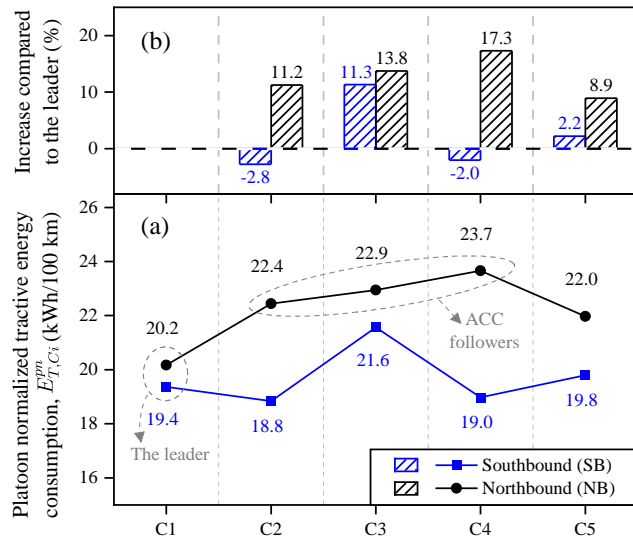 (b)
Increase compared
to the leader (%)
20
10
0
-2.8
11.2
11.3
13.8
-2.0
17.3
2.2
8.9
(a)
Platoon normalized tractive energy
consumption, $E^{pm}_{T,Ci}$ (kWh/100 km)
26
24
22
20
18
16
20.2
22.4
22.9
23.7
22.0
19.4
18.8
21.6
19.0
19.8
ACC
followers
The leader
Southbound (SB)
Northbound (NB)
C1
C2
C3
C4
C5